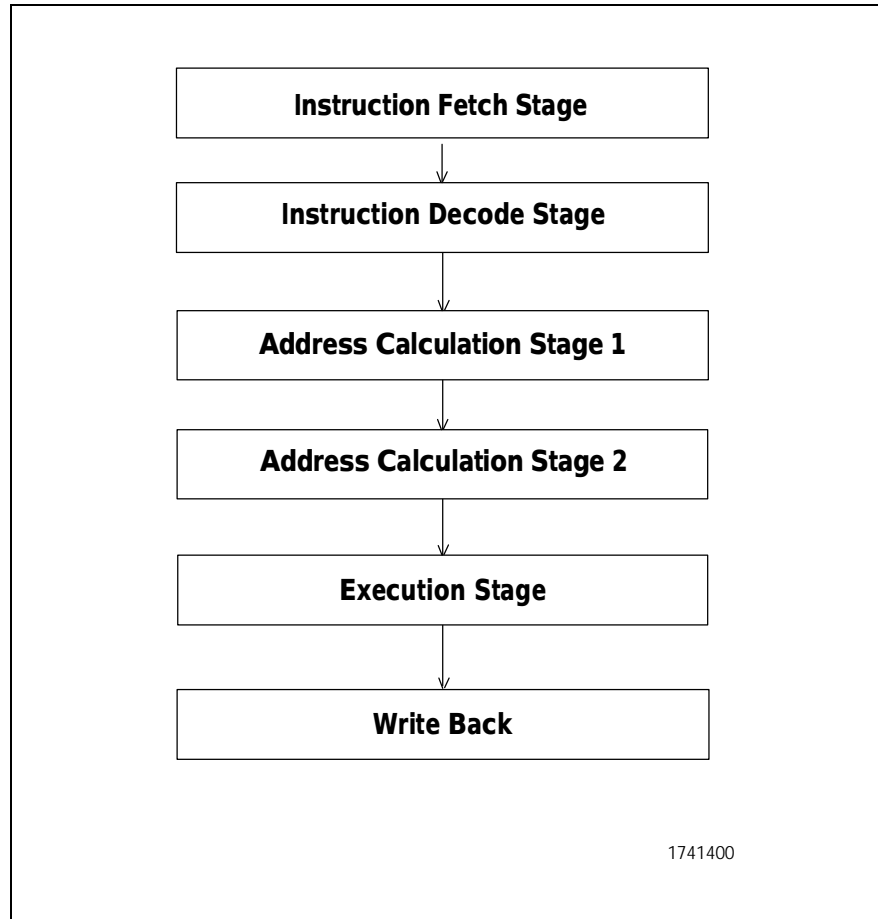 Instruction Fetch Stage
Instruction Decode Stage
Address Calculation Stage 1
Address Calculation Stage 2
Execution Stage
Write Back
1741400